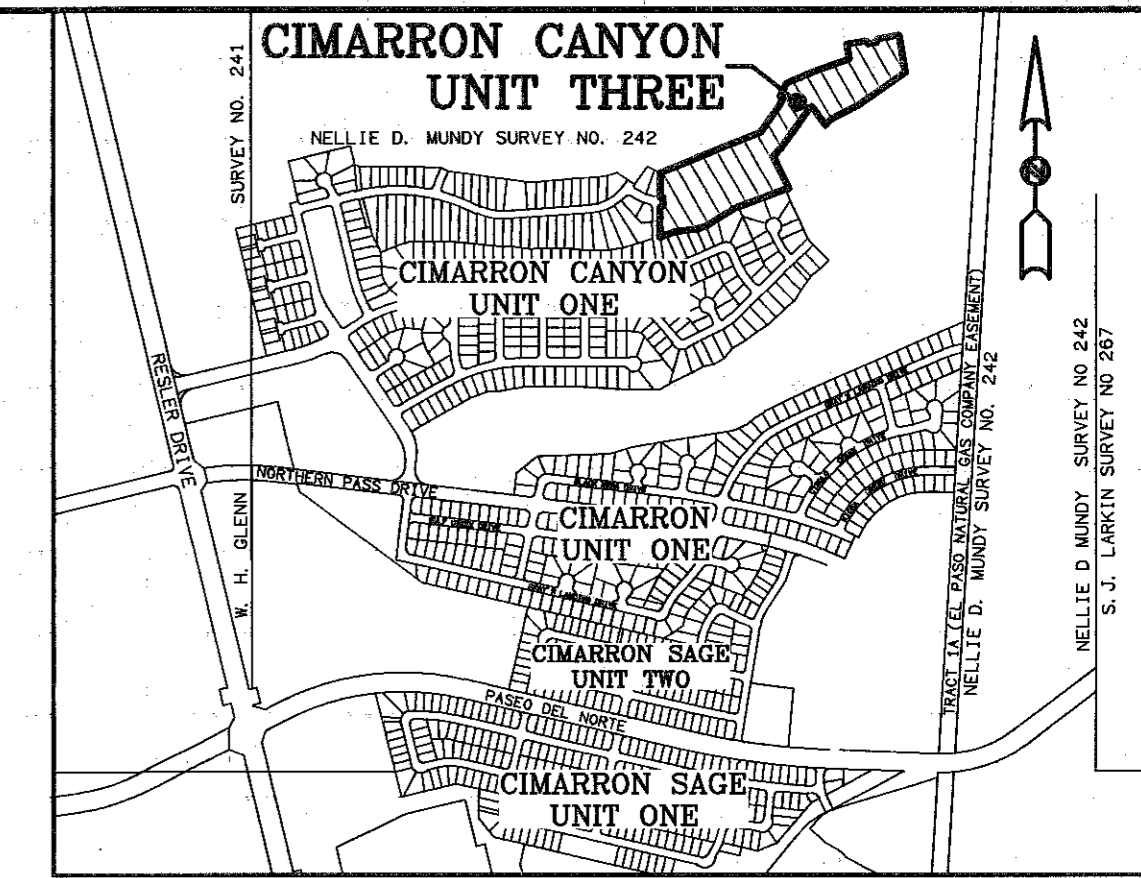 CIMARRON CANYON
UNIT THREE
NELLIE D. MUNDY SURVEY NO. 242
SURVEY NO. 241
W. H. GLENN
CIMARRON CANYON
UNIT ONE
RESLER DRIVE
NORTHERN PASS DRIVE
CIMARRON
UNIT ONE
CIMARRON SAGE
UNIT TWO
PASEO DEL NORTE
CIMARRON SAGE
UNIT ONE
TRACT 1A (EL PASO NATURAL GAS COMPANY EASEMENT)
NELLIE D. MUNDY SURVEY NO. 242
NELLIE D MUNDY SURVEY NO 242
S. J. LARKIN SURVEY NO 267